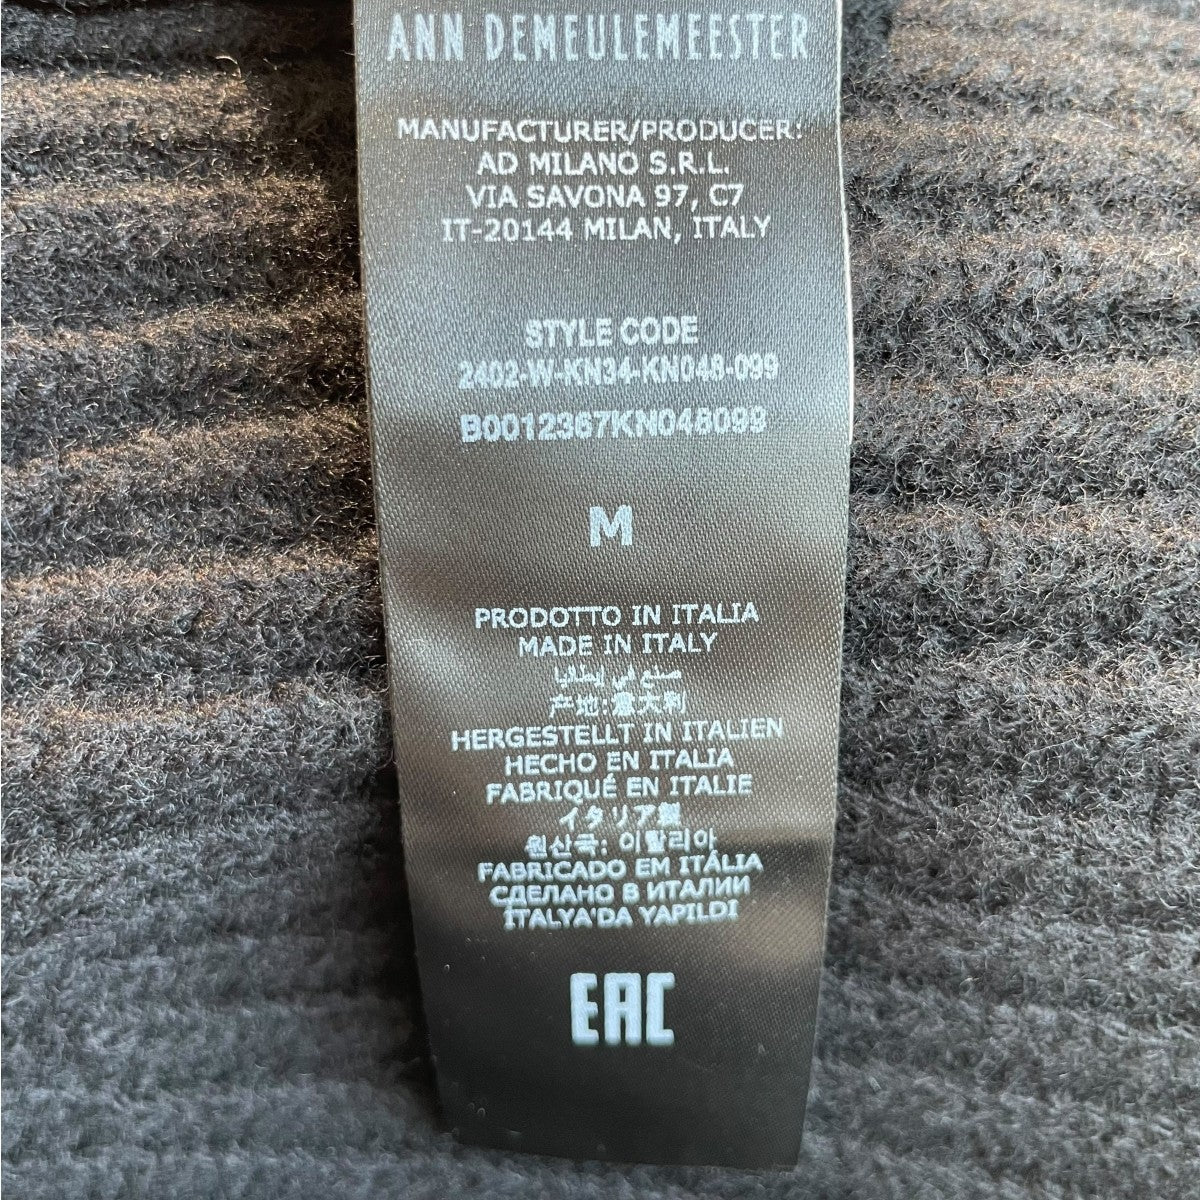 ANN DEMEULEMEESTER
MANUFACTURER/PRODUCER:
AD MILANO S.R.L.
VIA SAVONA 97, C7
IT-20144 MILAN, ITALY
STYLE CODE
2402-W-KN34-KN048-099
B0012367KN048099
M
PRODOTTO IN ITALIA
MADE IN ITALY
صنع في إيطاليا
产地:意大利
HERGESTELLT IN ITALIEN
HECHO EN ITALIA
FABRIQUÉ EN ITALIE
イタリア製
원산국: 이탈리아
FABRICADO EM ITÁLIA
СДЕЛАНО В ИТАЛИИ
İTALYA'DA YAPILDI
EAC